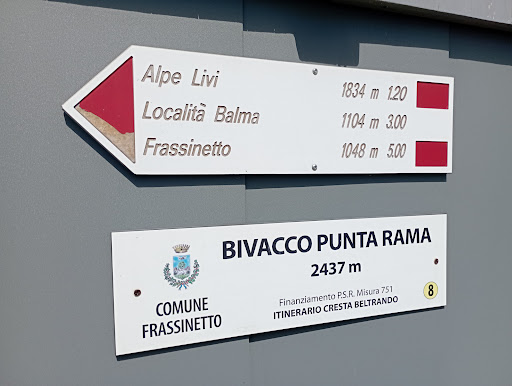 Alpe Livi 1834 m 1.20
Località Balma 1104 m 3.00
Frassinetto 1048 m 5.00
BIVACCO PUNTA RAMA
2437 m
COMUNE
FRASSINETTO
Finanziamento P.S.R. Misura 751
ITINERARIO CRESTA BELTRANDO
8